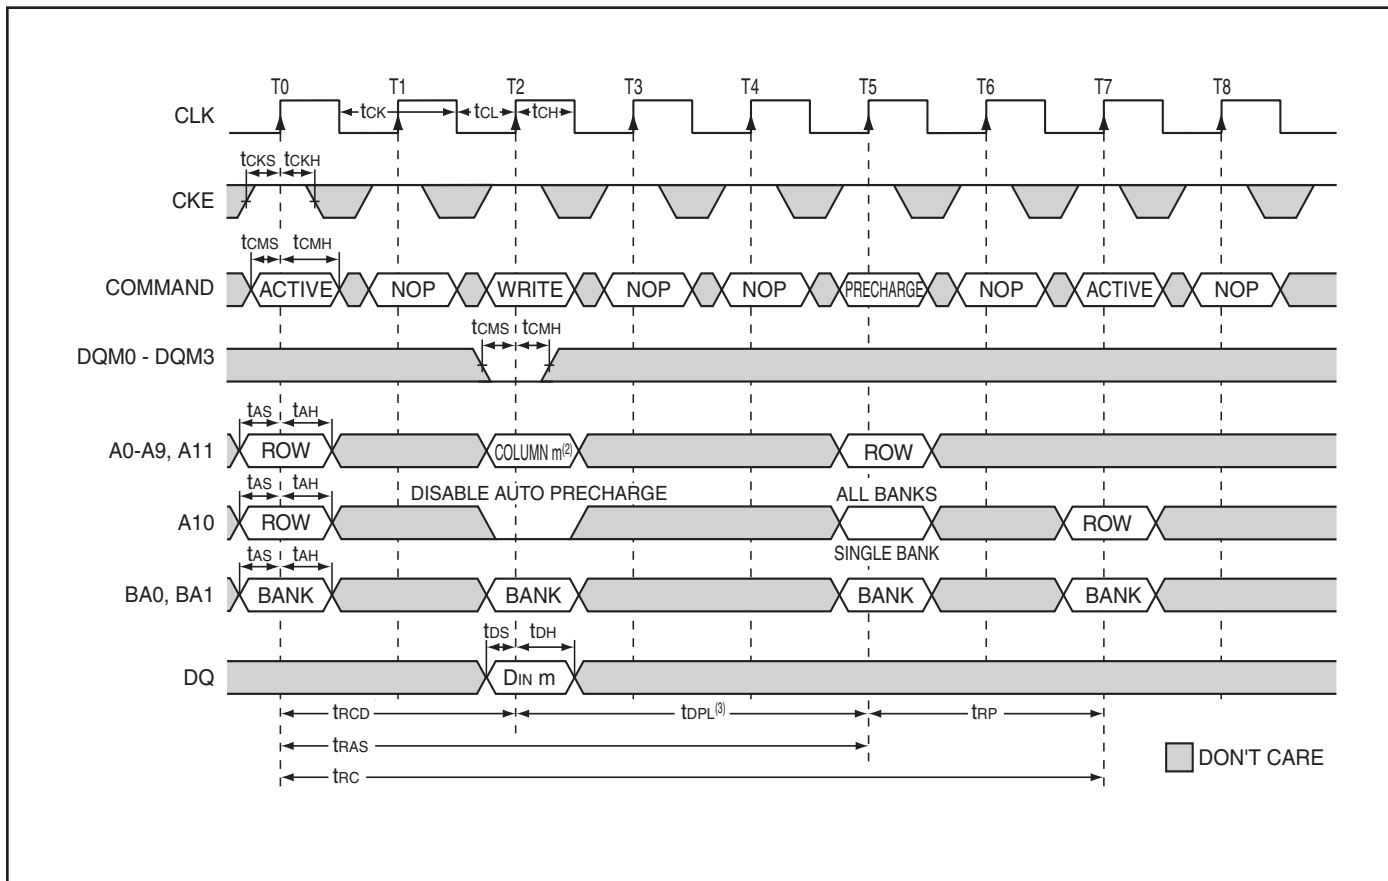 T0 T1 T2 T3 T4 T5 T6 T7 T8
CLK tCK tCL tCH
tCKS tCKH
CKE
tCMS tCMH
COMMAND ACTIVE NOP WRITE NOP NOP PRECHARGE NOP ACTIVE NOP
tCMS tCMH
DQM0 - DQM3
tAS tAH
A0-A9, A11 ROW COLUMN m(2) ROW
tAS tAH DISABLE AUTO PRECHARGE ALL BANKS
A10 ROW ROW
tAS tAH SINGLE BANK
BA0, BA1 BANK BANK BANK BANK
tDS tDH
DQ DIN m
tRCD tDPL(3) tRP
tRAS
DON'T CARE
tRC